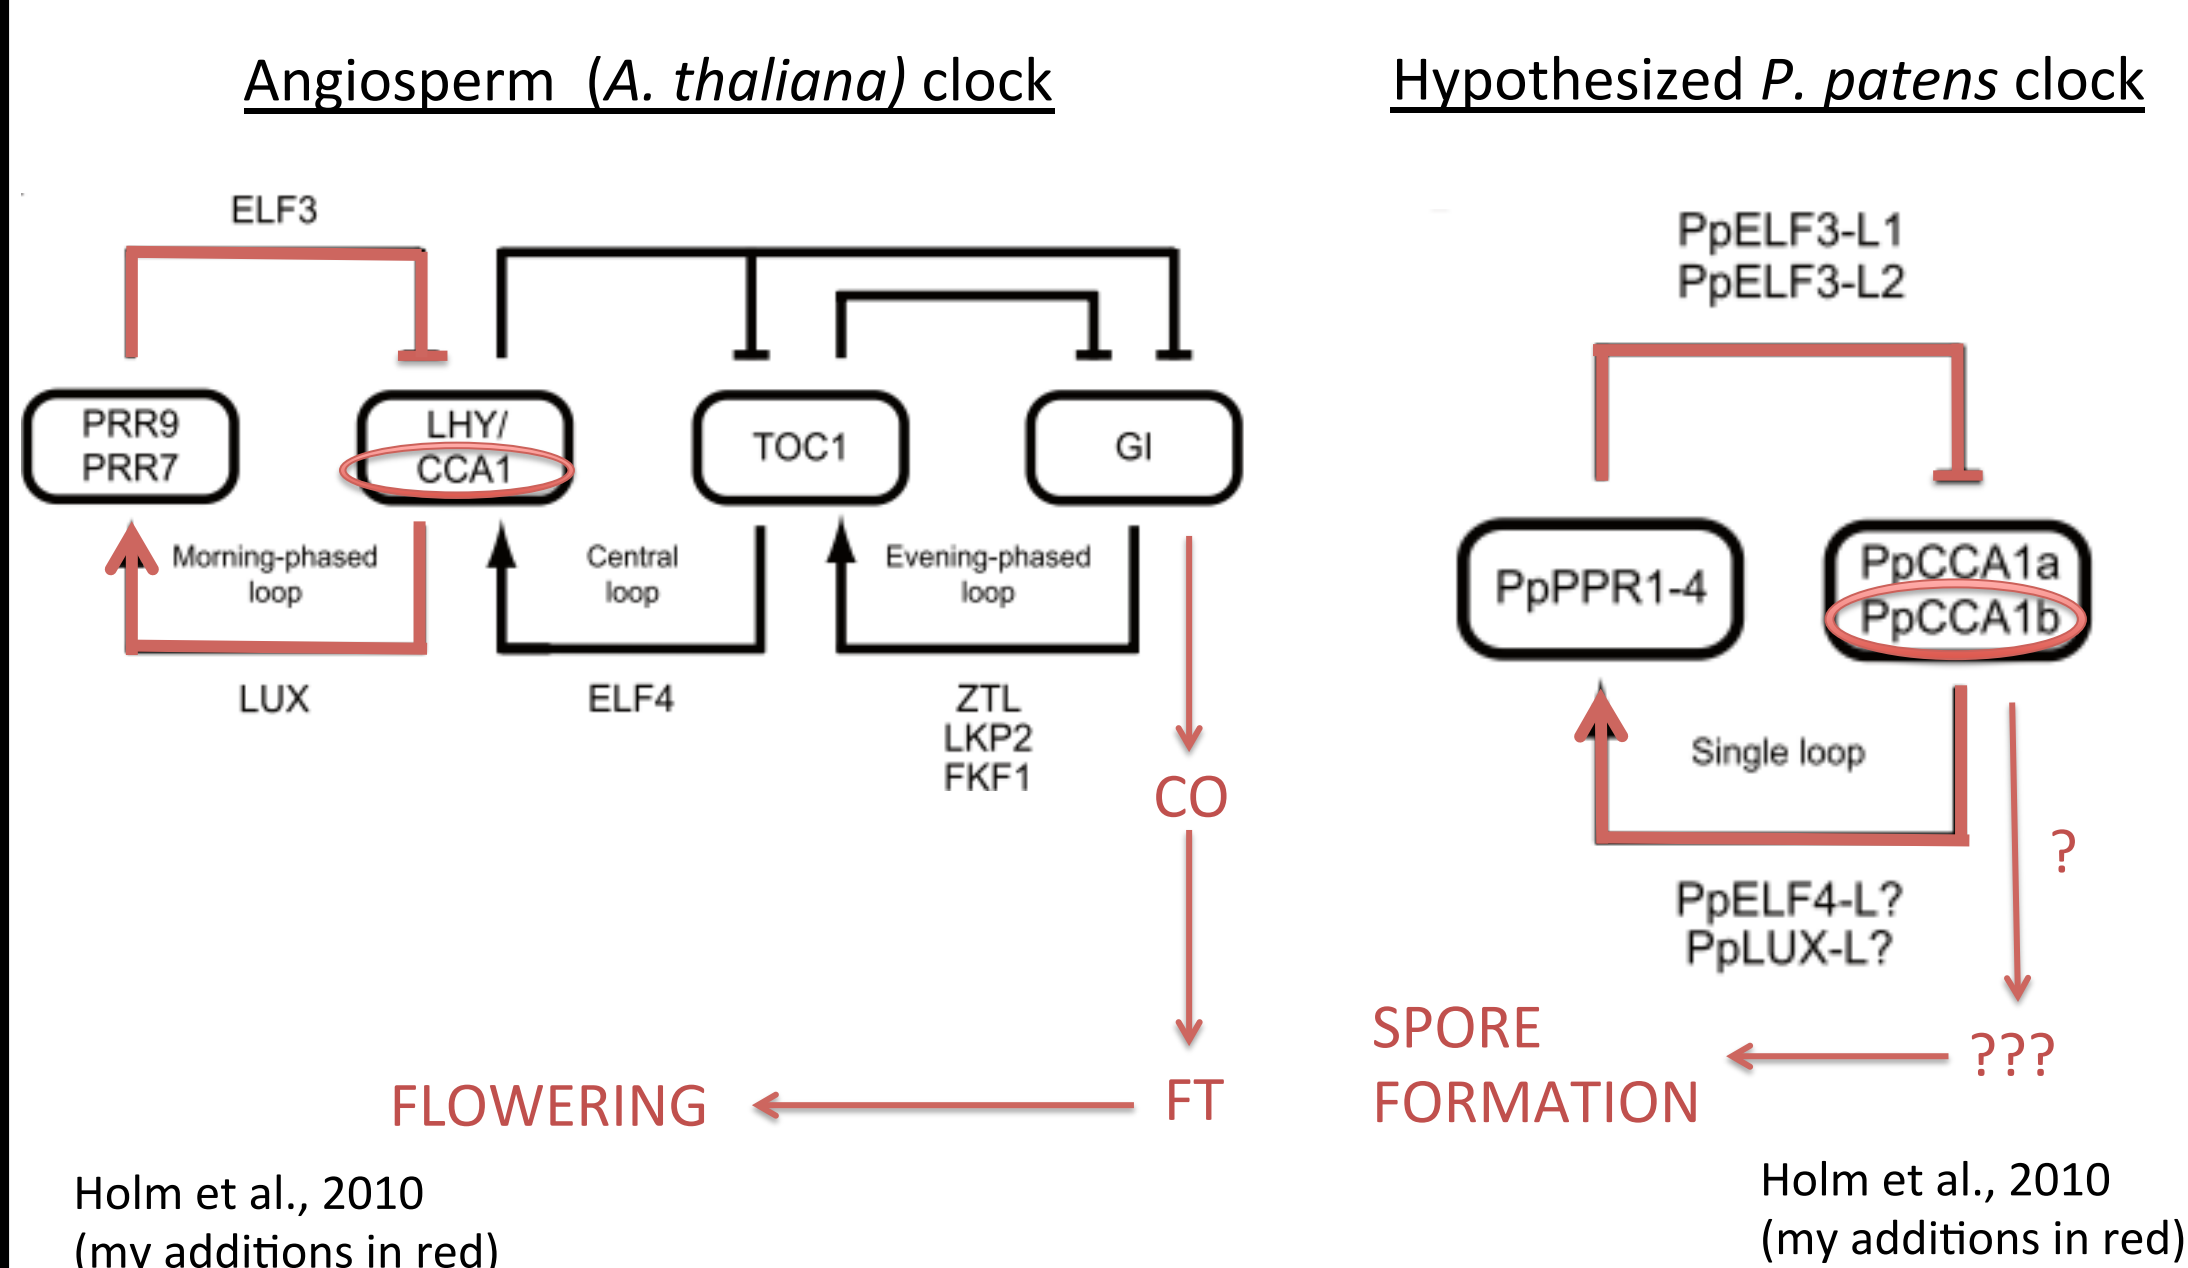 Angiosperm (A. thaliana) clock
ELF3
PRR9
PRR7
LHY/
CCA1
TOC1
GI
Morning-phased
loop
Central
loop
Evening-phased
loop
LUX
ELF4
ZTL
LKP2
FKF1
CO
FT
FLOWERING
Holm et al., 2010
(my additions in red)
Hypothesized P. patens clock
PpELF3-L1
PpELF3-L2
PpPPR1-4
PpCCA1a
PpCCA1b
Single loop
?
PpELF4-L?
PpLUX-L?
SPORE
FORMATION
???
Holm et al., 2010
(my additions in red)